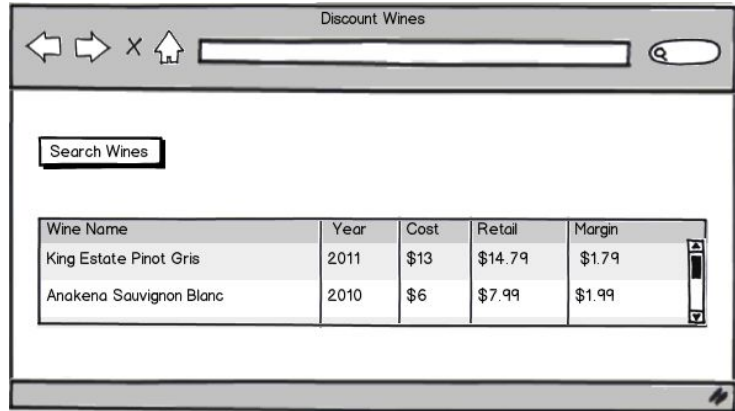 Discount Wines
Search Wines
Wine Name Year Cost Retail Margin
King Estate Pinot Gris 2011 $13 $14.79 $1.79
Anakena Sauvignon Blanc 2010 $6 $7.99 $1.99